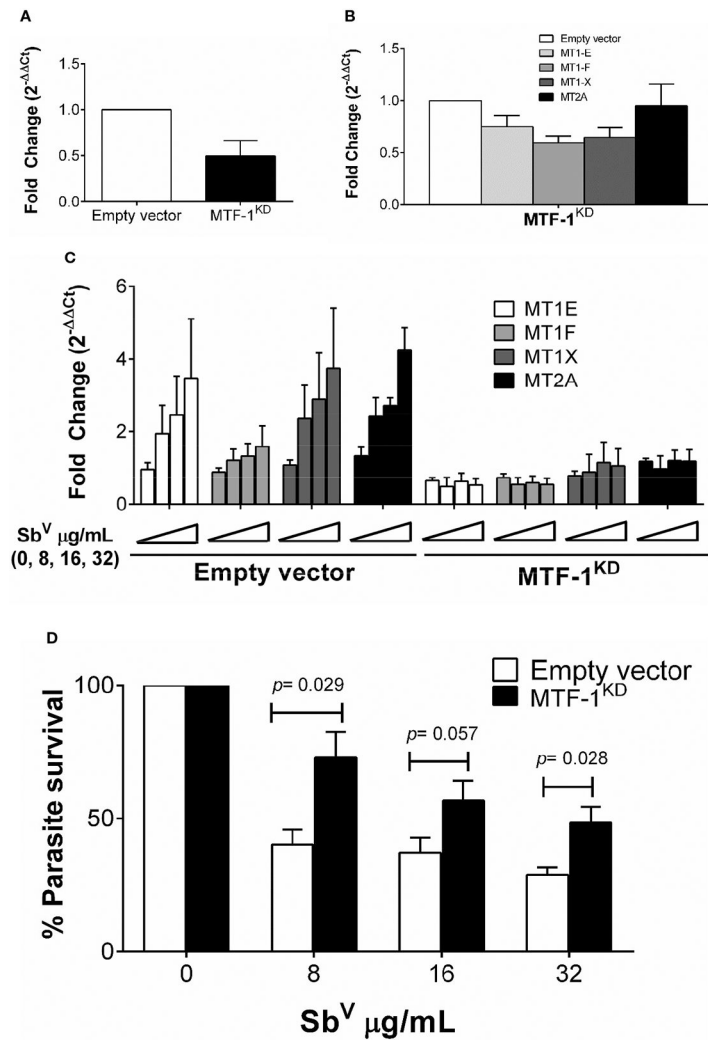 A
Fold Change (2^-ΔΔCt)
1.5
1.0
0.5
0.0
Empty vector
MTF-1^KD
B
Fold Change (2^-ΔΔCt)
1.5
1.0
0.5
0.0
Empty vector
MT1-E
MT1-F
MT1-X
MT2A
MTF-1^KD
C
Fold Change (2^-ΔΔCt)
6
4
2
0
MT1E
MT1F
MT1X
MT2A
Sb^V µg/mL
(0, 8, 16, 32)
Empty vector
MTF-1^KD
D
% Parasite survival
100
50
0
Empty vector
MTF-1^KD
p= 0.029
p= 0.057
p= 0.028
0
8
16
32
Sb^V µg/mL